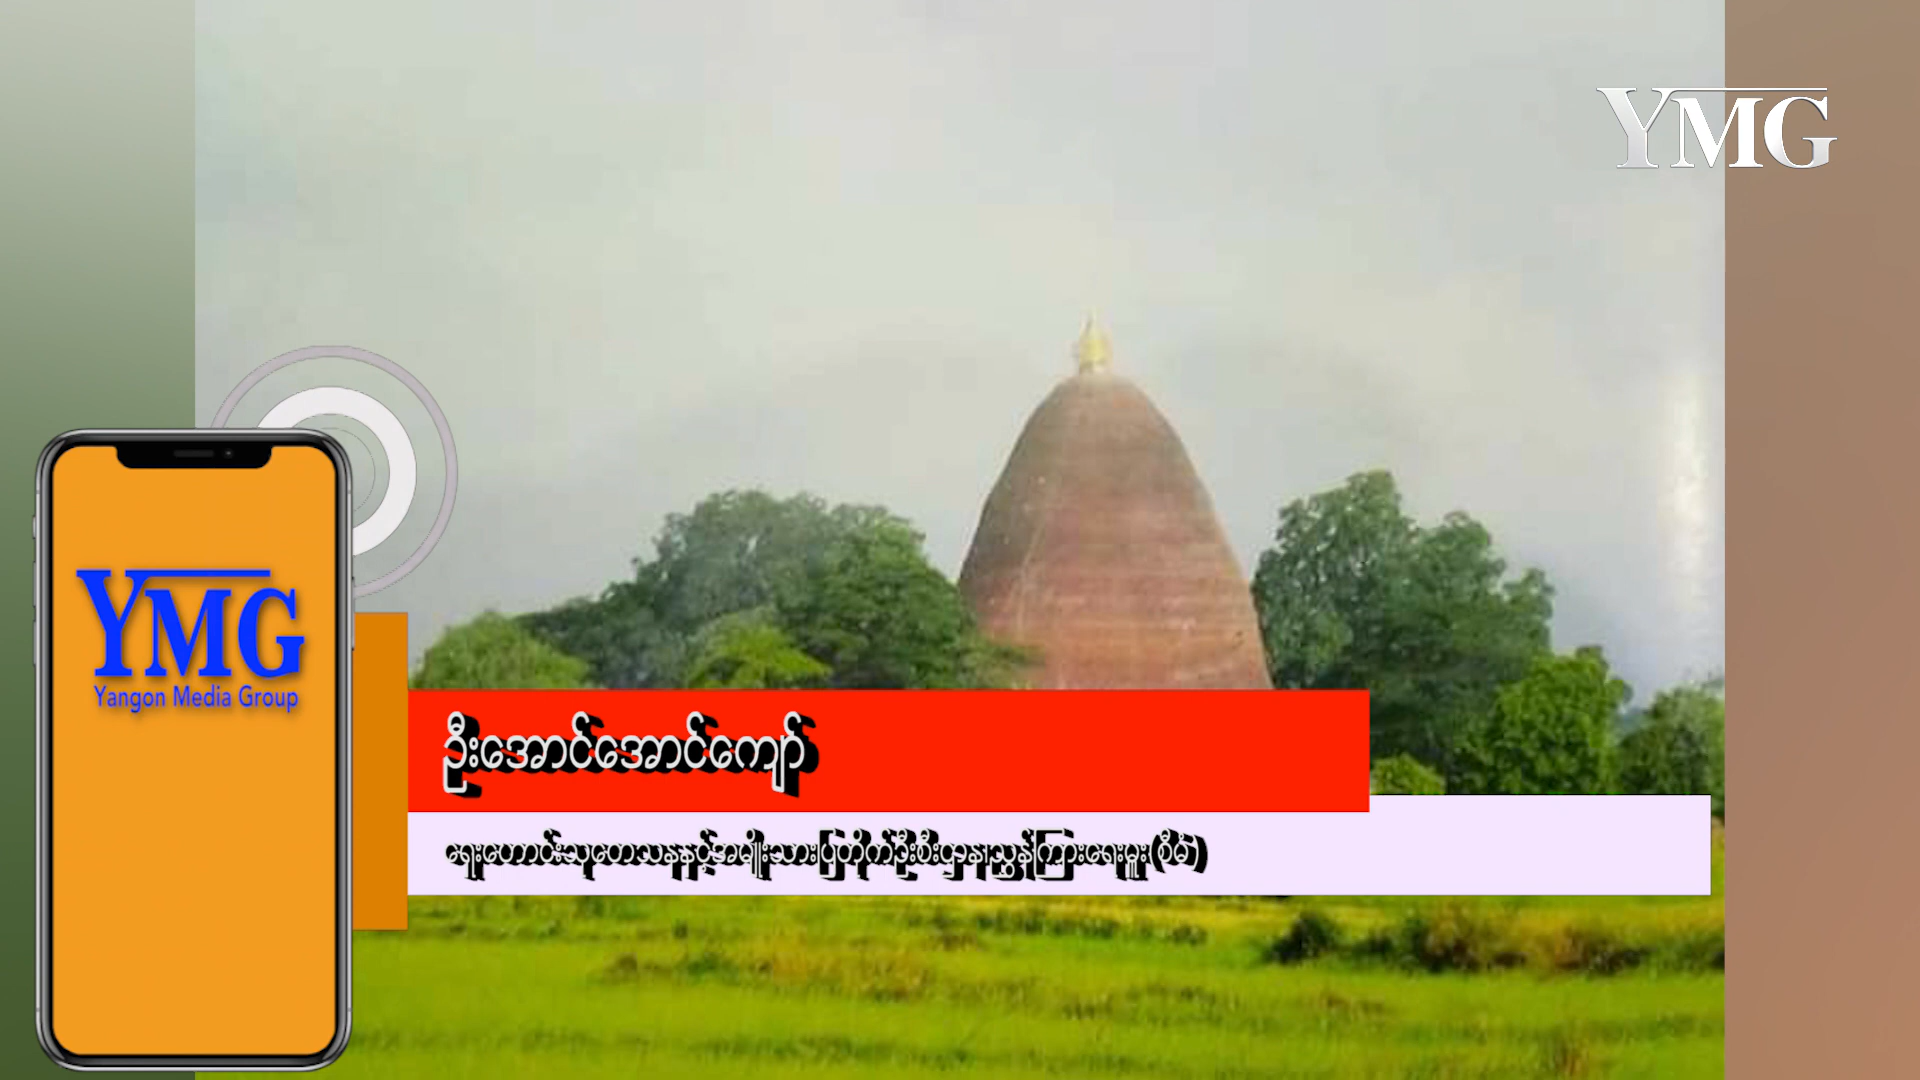 YMG
YMG
Yangon Media Group
ဦးအောင်အောင်ကျော်
ရှေးဟောင်းသုတေသနနှင့်အမျိုးသားပြတိုက်ဦးစီးဌာနညွှန်ကြားရေးမှူး(စီမံ)